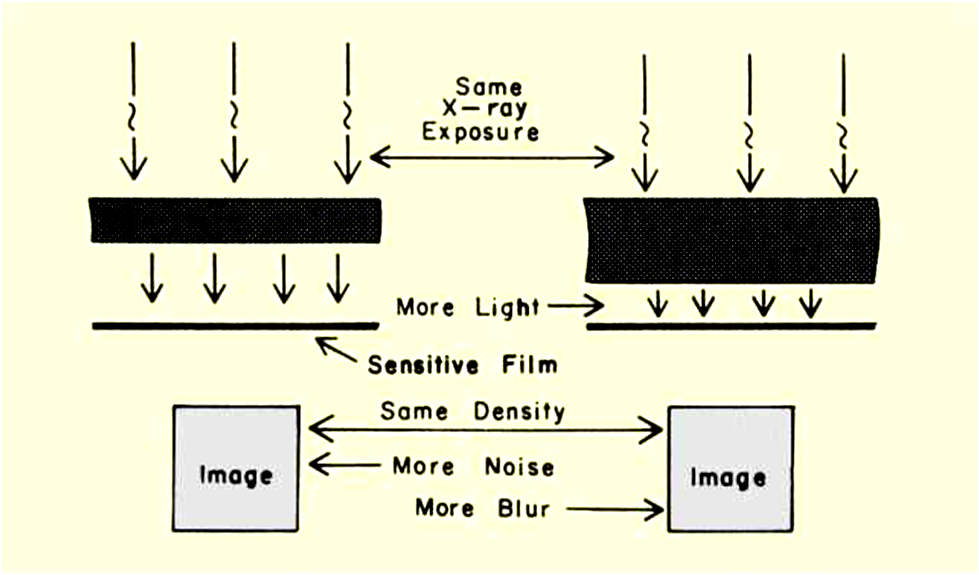 Same
X-ray
Exposure
More Light
Sensitive Film
Same Density
Image
More Noise
Image
More Blur